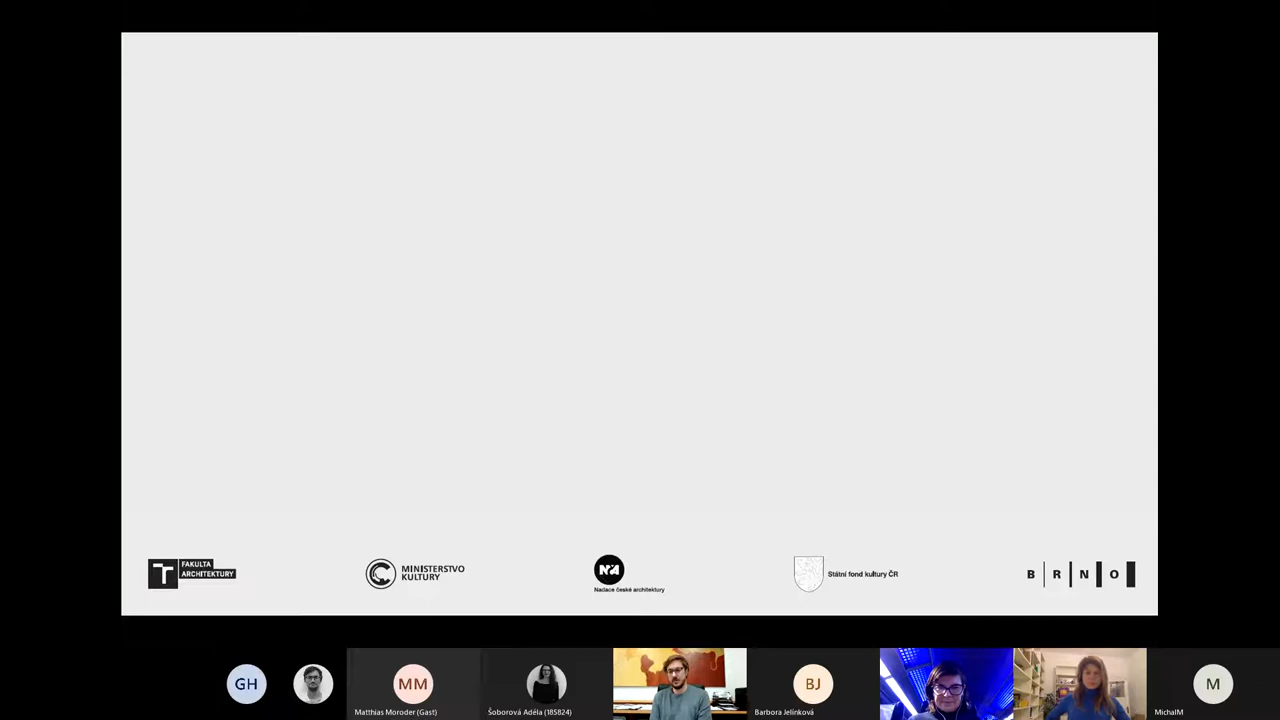 FAKULTA
ARCHITEKTURY
MINISTERSTVO
KULTURY
NčA
Nadace české architektury
Státní fond kultury ČR
B R N O
GH
MM
Matthias Moroder (Gast)
Šoborová Adéla (185824)
BJ
Barbora Jelínková
M
MichalM